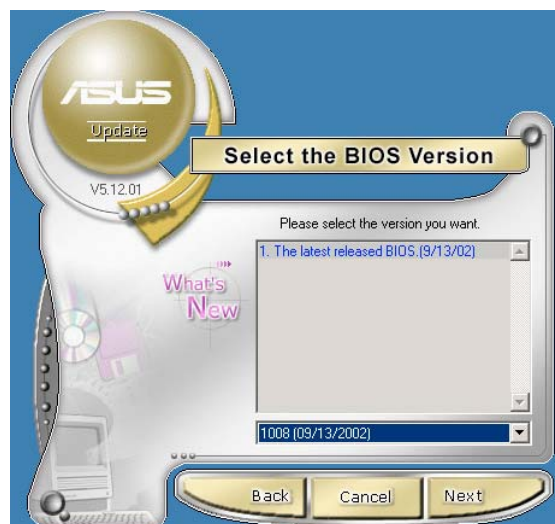 ASUS
Update
V5.12.01
Select the BIOS Version
Please select the version you want.
1. The latest released BIOS.(9/13/02)
What's
New
1008 (09/13/2002)
Back
Cancel
Next